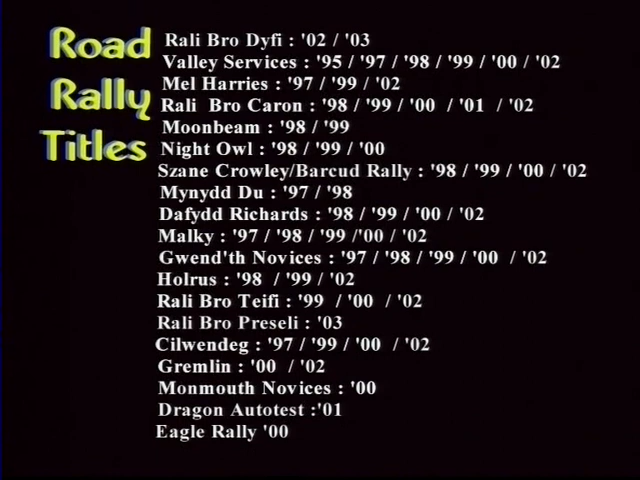 Road
Rally
Titles
Rali Bro Dyfi : '02 / '03
Valley Services : '95 / '97 / '98 / '99 / '00 / '02
Mel Harries : '97 / '99 / '02
Rali Bro Caron : '98 / '99 / '00 / '01 / '02
Moonbeam : '98 / '99
Night Owl : '98 / '99 / '00
Szane Crowley/Barcud Rally : '98 / '99 / '00 / '02
Mynydd Du : '97 / '98
Dafydd Richards : '98 / '99 / '00 / '02
Malky : '97 / '98 / '99 /'00 / '02
Gwend'th Novices : '97 / '98 / '99 / '00 / '02
Holrus : '98 / '99 / '02
Rali Bro Teifi : '99 / '00 / '02
Rali Bro Preseli : '03
Cilwendeg : '97 / '99 / '00 / '02
Gremlin : '00 / '02
Monmouth Novices : '00
Dragon Autotest :'01
Eagle Rally '00